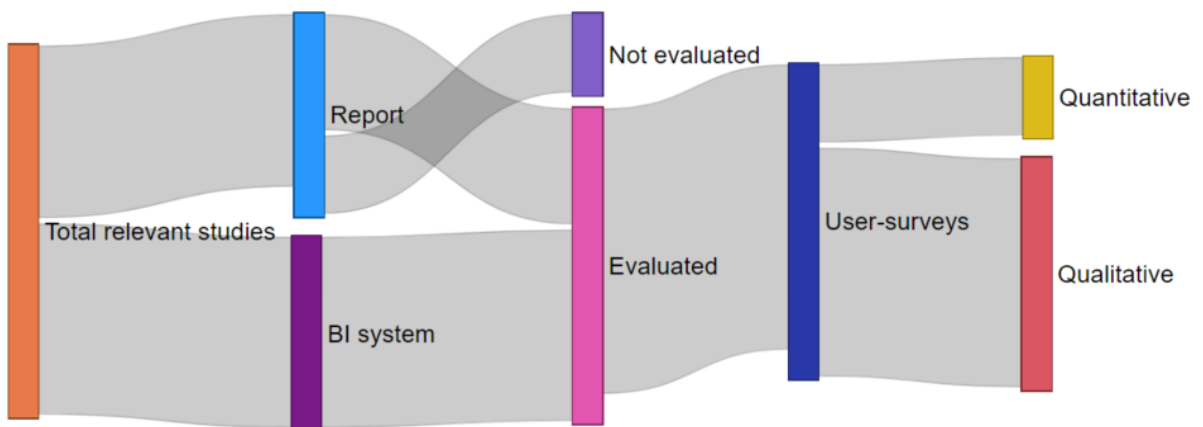 Total relevant studies
Report
BI system
Not evaluated
Evaluated
User-surveys
Quantitative
Qualitative